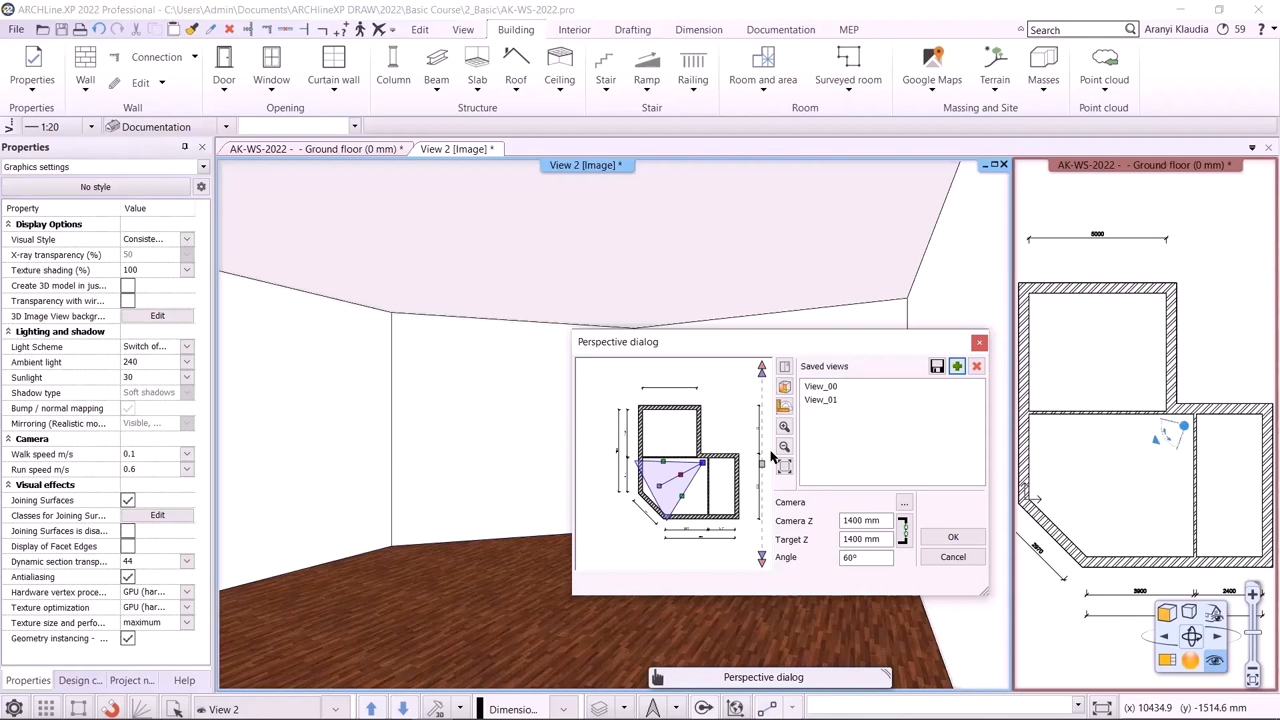 ARCHLine.XP 2022 Professional - C:\Users\Admin\Documents\ARCHlineXP DRAW\2022\Basic Course\2_Basic\AK-WS-2022.pro
File Edit View Building Interior Drafting Dimension Documentation MEP Search Aranyi Klaudia 59
Properties Wall Connection Edit Door Window Curtain wall Column Beam Slab Roof Ceiling Stair Ramp Railing Room and area Surveyed room Google Maps Terrain Masses Point cloud
Properties Wall Opening Structure Stair Room Massing and Site Point cloud
1:20 Documentation
Properties
AK-WS-2022 - - Ground floor (0 mm) * View 2 [Image] *
Graphics settings
View 2 [Image] *
AK-WS-2022 - - Ground floor (0 mm) *
No style
Property Value
Display Options
Visual Style Consiste...
X-ray transparency (%) 50
Texture shading (%) 100
Create 3D model in jus...
Transparency with wir...
3D Image View backgr... Edit
Lighting and shadow
Light Scheme Switch of...
Ambient light 240
Sunlight 30
Shadow type Soft shadows
Bump / normal mapping
Mirroring (Realistic mo... Visible, ...
Camera
Walk speed m/s 0.1
Run speed m/s 0.6
Visual effects
Joining Surfaces
Classes for Joining Sur... Edit
Joining Surfaces is disa...
Display of Facet Edges
Dynamic section transp... 44
Antialiasing
Hardware vertex proce... GPU (har...
Texture optimization GPU (har...
Texture size and perfo... maximum
Geometry instancing -
Properties Design c... Project n... Help
Perspective dialog
Saved views
View_00
View_01
Camera
Camera Z 1400 mm
Target Z 1400 mm
Angle 60°
OK
Cancel
5000
2970
3900 2400
Perspective dialog
View 2 Dimensio... (x) 10434.9 (y) -1514.6 mm